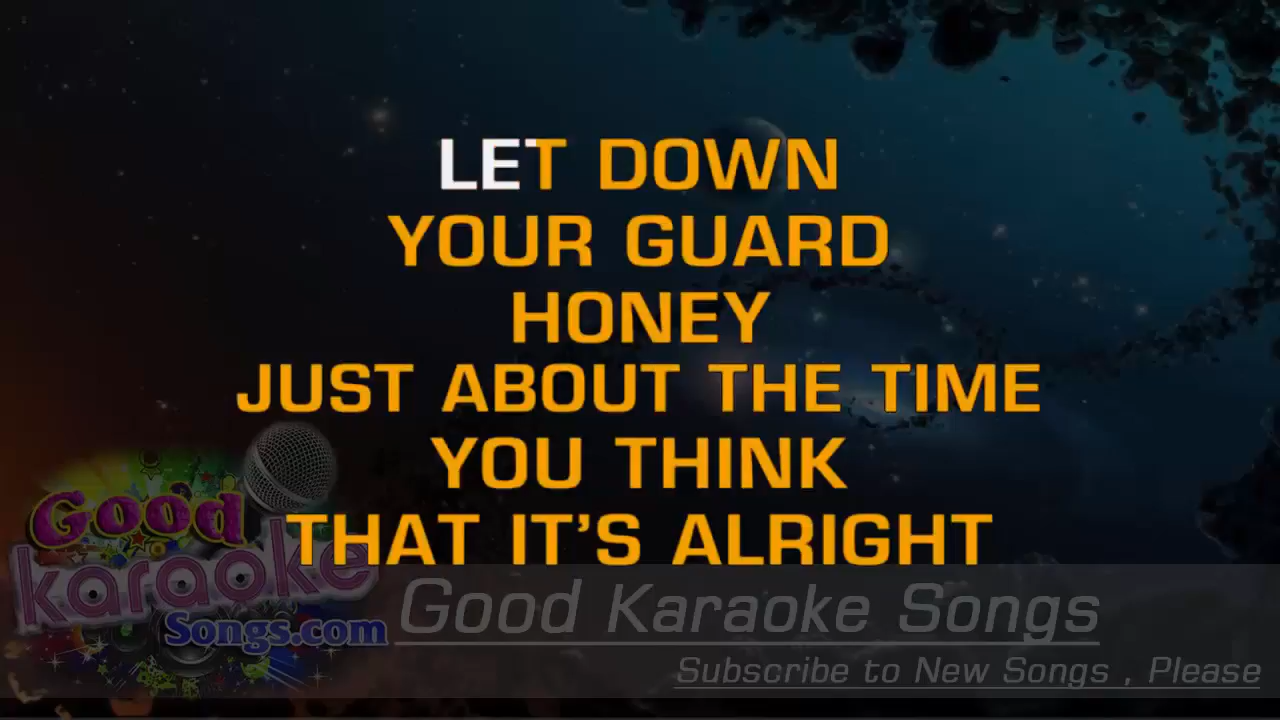 LET DOWN
YOUR GUARD
HONEY
JUST ABOUT THE TIME
YOU THINK
THAT IT'S ALRIGHT
Good
karaoke
Songs.com
Good Karaoke Songs
Subscribe to New Songs , Please